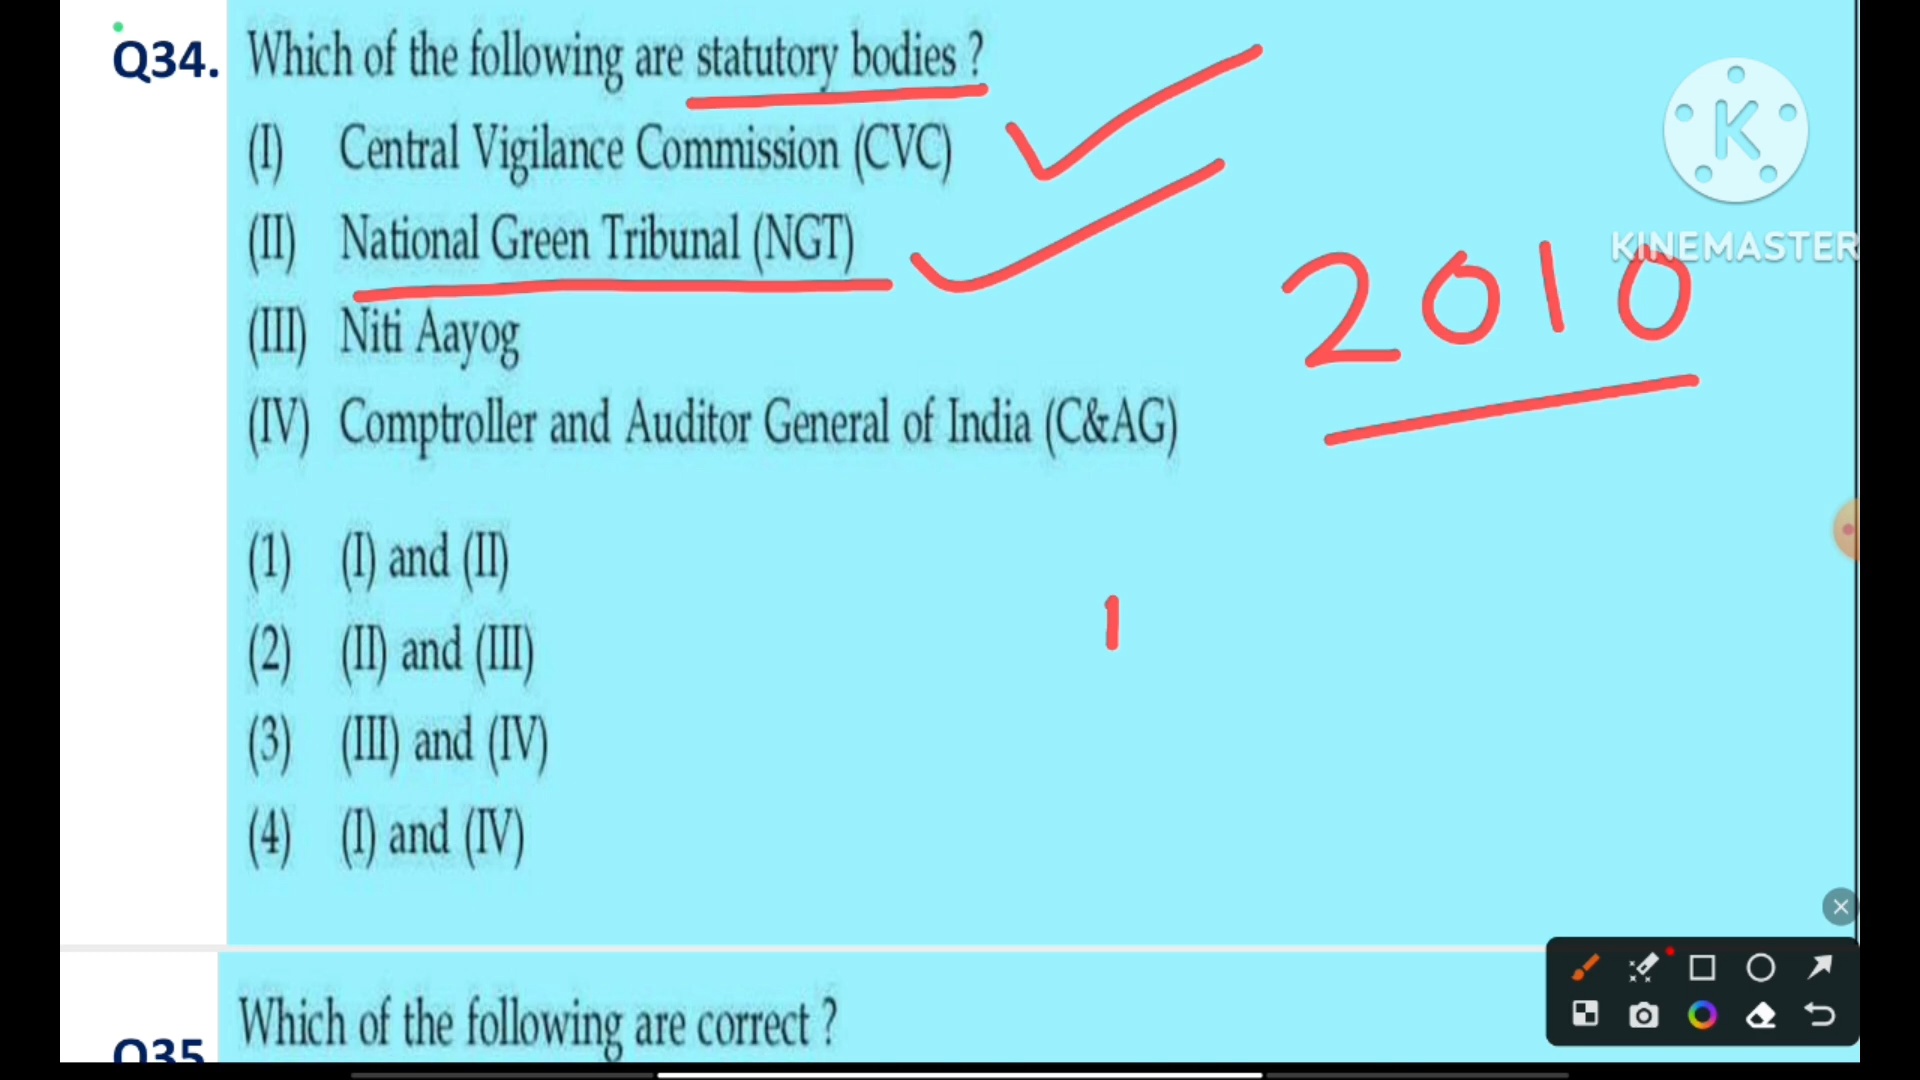 Q34. Which of the following are statutory bodies ?
(I) Central Vigilance Commission (CVC)
(II) National Green Tribunal (NGT)
(III) Niti Aayog
(IV) Comptroller and Auditor General of India (C&AG)
K
KINEMASTER
2010
(1) (I) and (II)
(2) (II) and (III)
1
(3) (III) and (IV)
(4) (I) and (IV)
Q35 Which of the following are correct ?